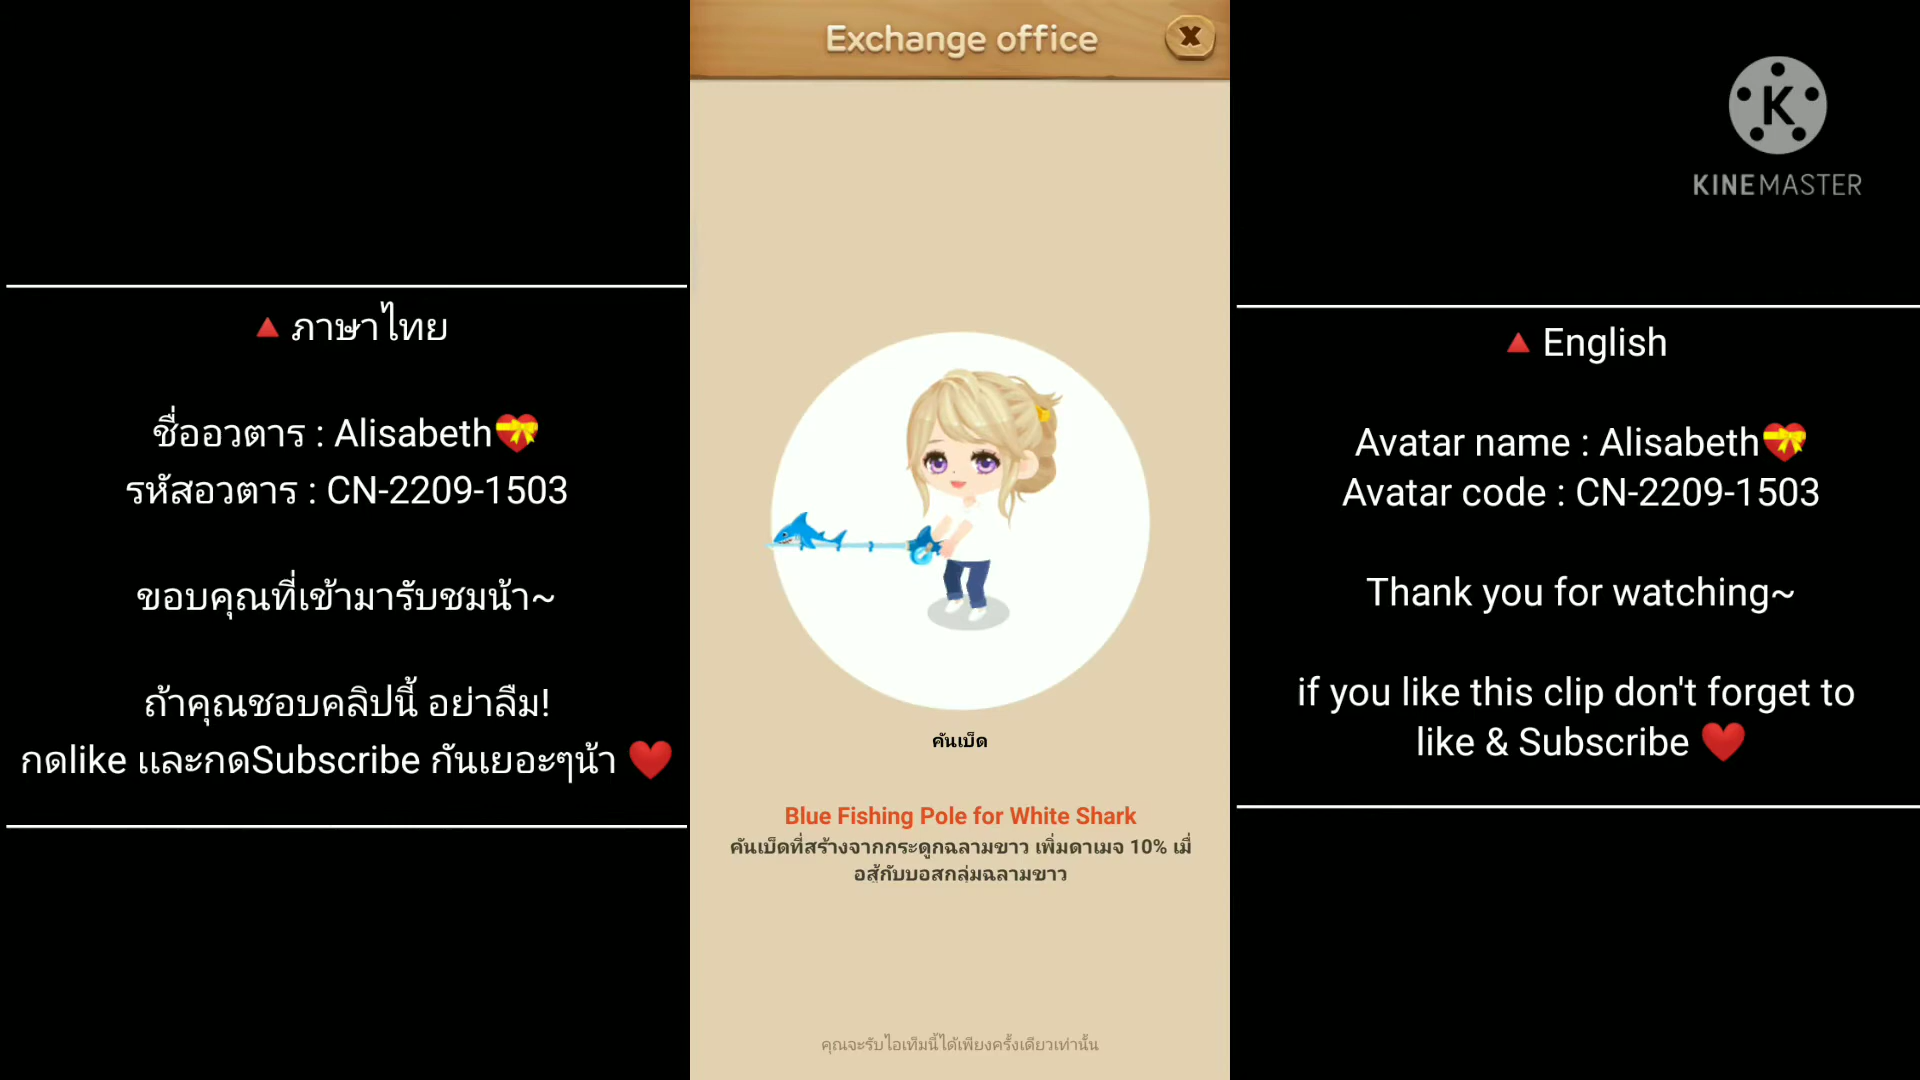 Exchange office
KINEMASTER
🔺ภาษาไทย
ชื่ออวตาร : Alisabeth💝
รหัสอวตาร : CN-2209-1503
ขอบคุณที่เข้ามารับชมน้า~
ถ้าคุณชอบคลิปนี้ อย่าลืม!
กดlike และกดSubscribe กันเยอะๆน้า ❤️
คันเบ็ด
Blue Fishing Pole for White Shark
คันเบ็ดที่สร้างจากกระดูกฉลามขาว เพิ่มดาเมจ 10% เมื่
อสู้กับบอสกลุ่มฉลามขาว
คุณจะรับไอเท็มนี้ได้เพียงครั้งเดียวเท่านั้น
🔺English
Avatar name : Alisabeth💝
Avatar code : CN-2209-1503
Thank you for watching~
if you like this clip don't forget to
like & Subscribe ❤️